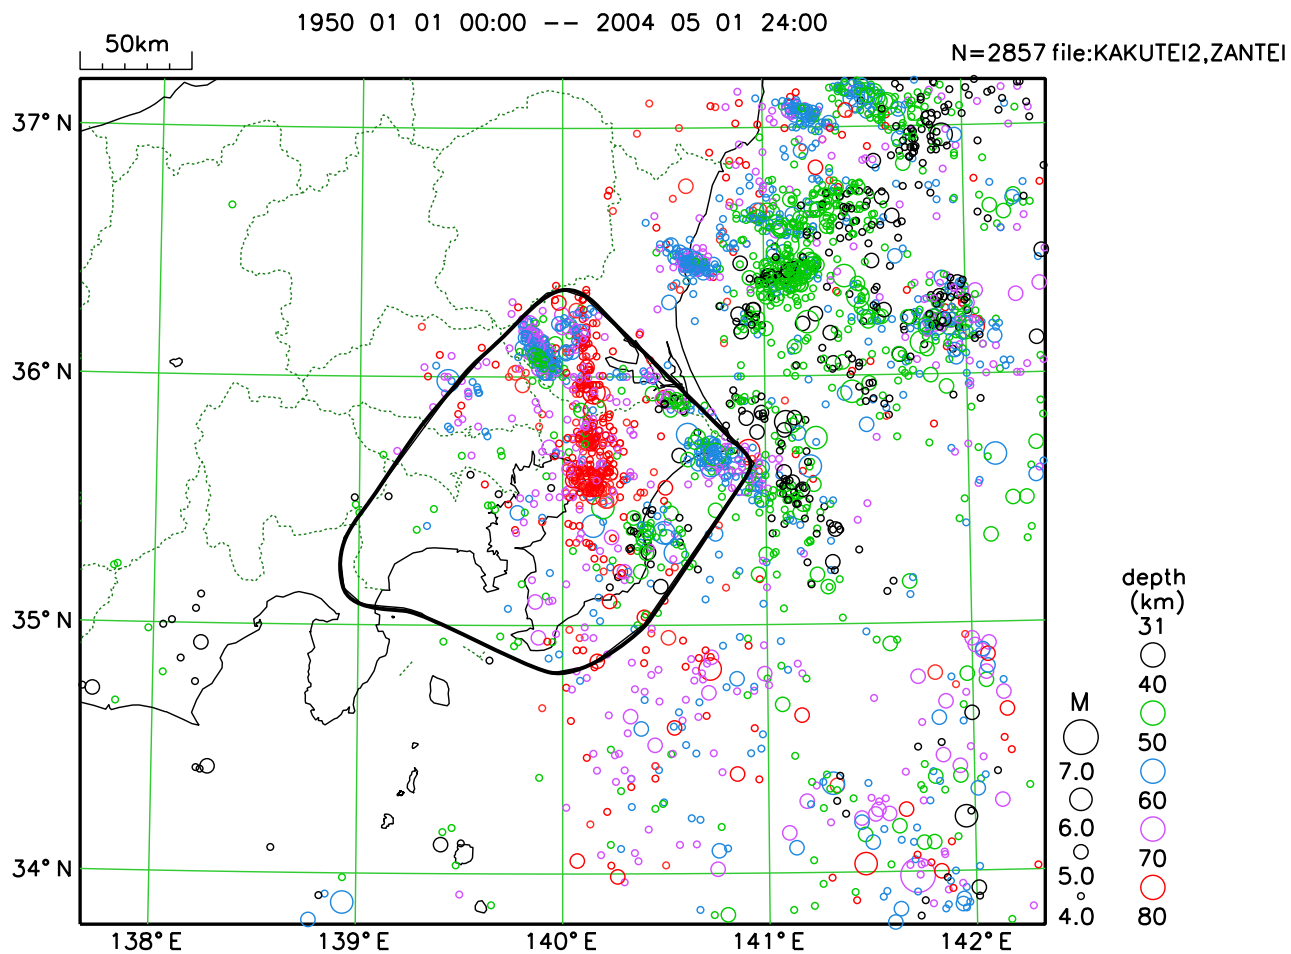 1950 01 01 00:00 -- 2004 05 01 24:00
50km
N=2857 file:KAKUTEI2,ZANTEI
37° N
36° N
35° N
34° N
138° E
139° E
140° E
141° E
142° E
M
7.0
6.0
5.0
4.0
depth
(km)
31
40
50
60
70
80